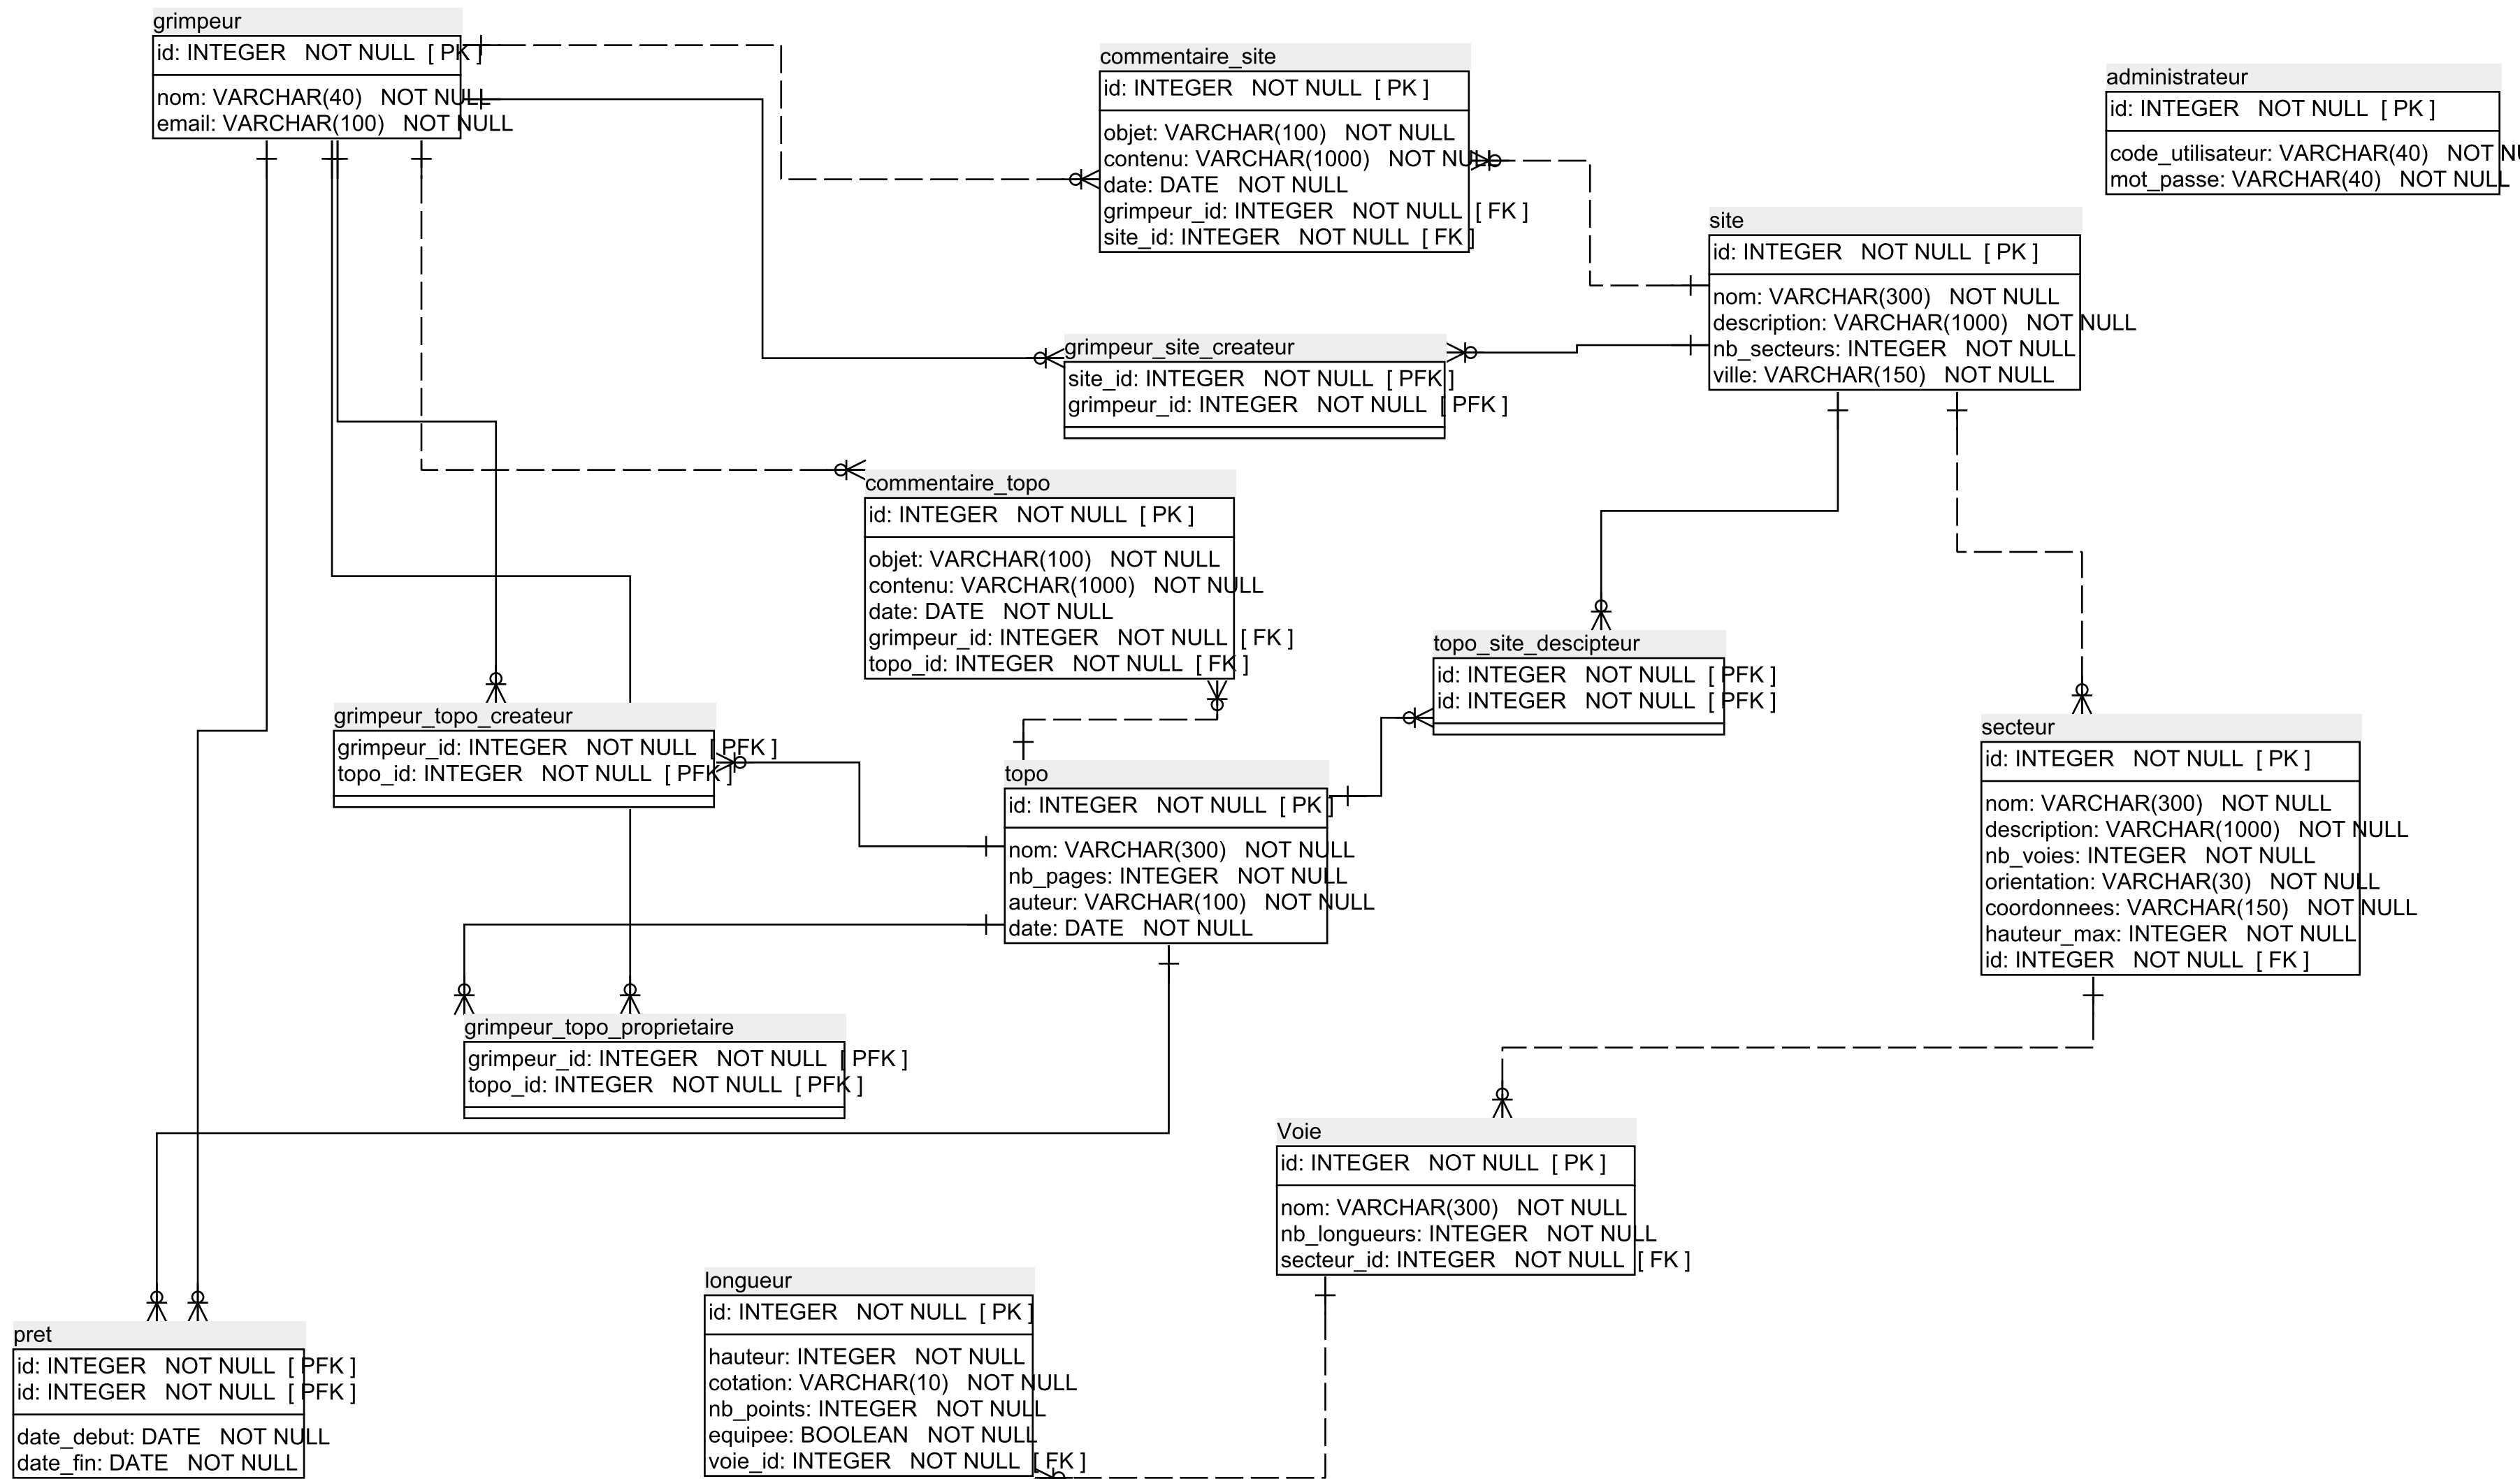 grimpeur
id: INTEGER   NOT NULL  [ PK ]
nom: VARCHAR(40)   NOT NULL
email: VARCHAR(100)   NOT NULL
commentaire_site
id: INTEGER   NOT NULL  [ PK ]
objet: VARCHAR(100)   NOT NULL
contenu: VARCHAR(1000)   NOT NULL
date: DATE   NOT NULL
grimpeur_id: INTEGER   NOT NULL  [ FK ]
site_id: INTEGER   NOT NULL  [ FK ]
administrateur
id: INTEGER   NOT NULL  [ PK ]
code_utilisateur: VARCHAR(40)   NOT NU
mot_passe: VARCHAR(40)   NOT NULL
site
id: INTEGER   NOT NULL  [ PK ]
nom: VARCHAR(300)   NOT NULL
description: VARCHAR(1000)   NOT NULL
nb_secteurs: INTEGER   NOT NULL
ville: VARCHAR(150)   NOT NULL
grimpeur_site_createur
site_id: INTEGER   NOT NULL  [ PFK ]
grimpeur_id: INTEGER   NOT NULL  [ PFK ]
commentaire_topo
id: INTEGER   NOT NULL  [ PK ]
objet: VARCHAR(100)   NOT NULL
contenu: VARCHAR(1000)   NOT NULL
date: DATE   NOT NULL
grimpeur_id: INTEGER   NOT NULL  [ FK ]
topo_id: INTEGER   NOT NULL  [ FK ]
topo_site_descipteur
id: INTEGER   NOT NULL  [ PFK ]
id: INTEGER   NOT NULL  [ PFK ]
grimpeur_topo_createur
grimpeur_id: INTEGER   NOT NULL  [ PFK ]
topo_id: INTEGER   NOT NULL  [ PFK ]
topo
id: INTEGER   NOT NULL  [ PK ]
nom: VARCHAR(300)   NOT NULL
nb_pages: INTEGER   NOT NULL
auteur: VARCHAR(100)   NOT NULL
date: DATE   NOT NULL
secteur
id: INTEGER   NOT NULL  [ PK ]
nom: VARCHAR(300)   NOT NULL
description: VARCHAR(1000)   NOT NULL
nb_voies: INTEGER   NOT NULL
orientation: VARCHAR(30)   NOT NULL
coordonnees: VARCHAR(150)   NOT NULL
hauteur_max: INTEGER   NOT NULL
id: INTEGER   NOT NULL  [ FK ]
grimpeur_topo_proprietaire
grimpeur_id: INTEGER   NOT NULL  [ PFK ]
topo_id: INTEGER   NOT NULL  [ PFK ]
Voie
id: INTEGER   NOT NULL  [ PK ]
nom: VARCHAR(300)   NOT NULL
nb_longueurs: INTEGER   NOT NULL
secteur_id: INTEGER   NOT NULL  [ FK ]
longueur
id: INTEGER   NOT NULL  [ PK ]
hauteur: INTEGER   NOT NULL
cotation: VARCHAR(10)   NOT NULL
nb_points: INTEGER   NOT NULL
equipee: BOOLEAN   NOT NULL
voie_id: INTEGER   NOT NULL  [ FK ]
pret
id: INTEGER   NOT NULL  [ PFK ]
id: INTEGER   NOT NULL  [ PFK ]
date_debut: DATE   NOT NULL
date_fin: DATE   NOT NULL